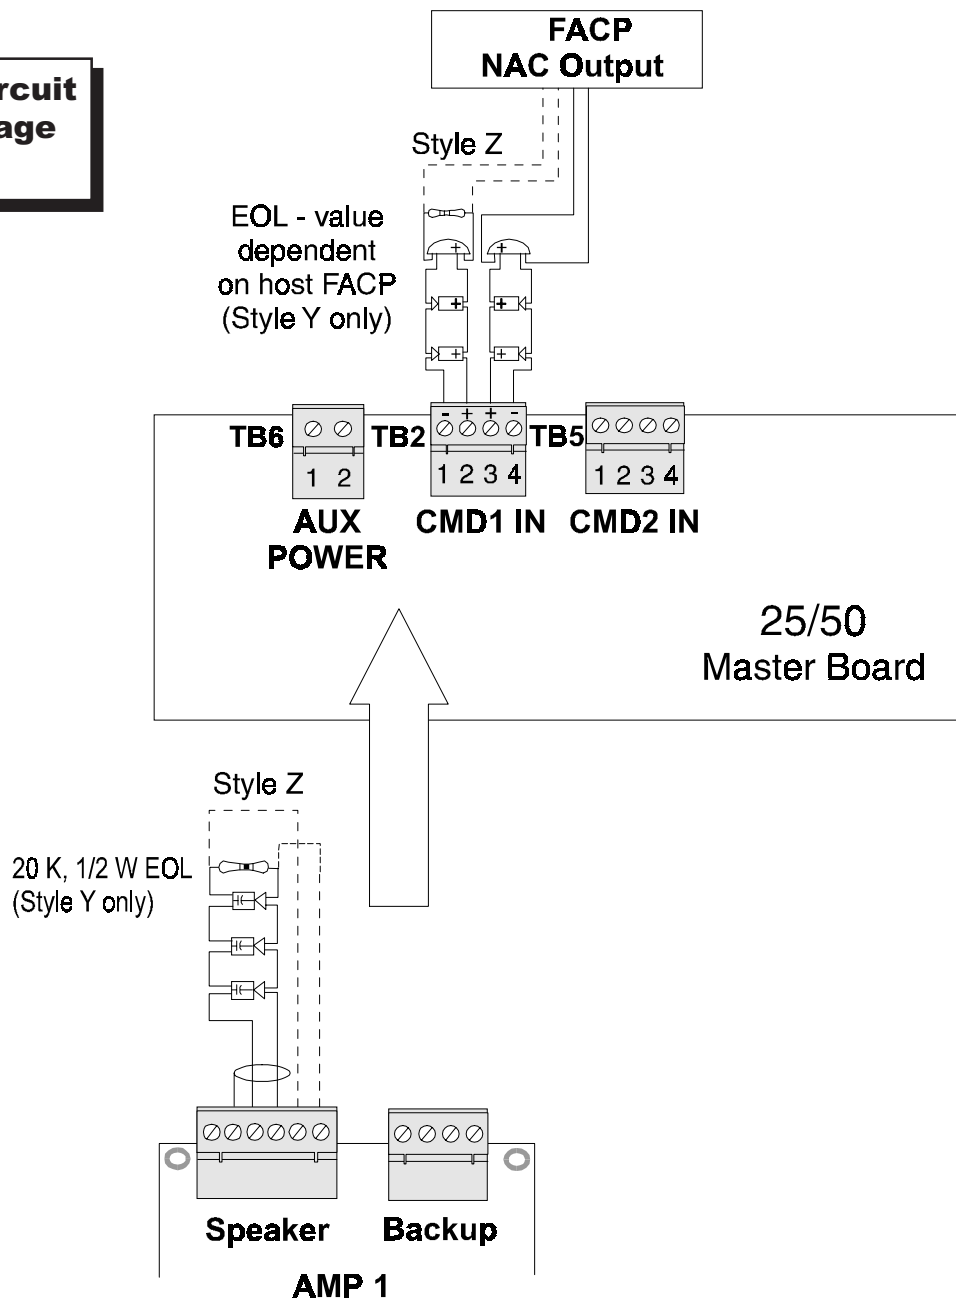 FACP
NAC Output
Style Z
EOL - value
dependent
on host FACP
(Style Y only)
+ +
+ +
+ +
- + + -
TB6
TB2
TB5
1 2
1 2 3 4
1 2 3 4
AUX
POWER
CMD1 IN
CMD2 IN
25/50
Master Board
Style Z
20 K, 1/2 W EOL
(Style Y only)
Speaker
Backup
AMP 1